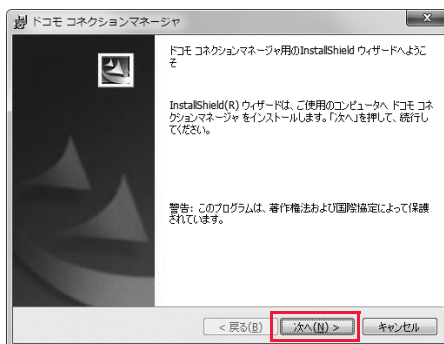 ドコモ コネクションマネージャ
ドコモ コネクションマネージャ用のInstallShield ウィザードへようこ
そ
InstallShield(R) ウィザードは、ご使用のコンピュータへ ドコモ コネ
クションマネージャ をインストールします。「次へ」を押して、続行し
てください。
警告: このプログラムは、著作権法および国際協定によって保護
されています。
< 戻る(B) 次へ(N) > キャンセル